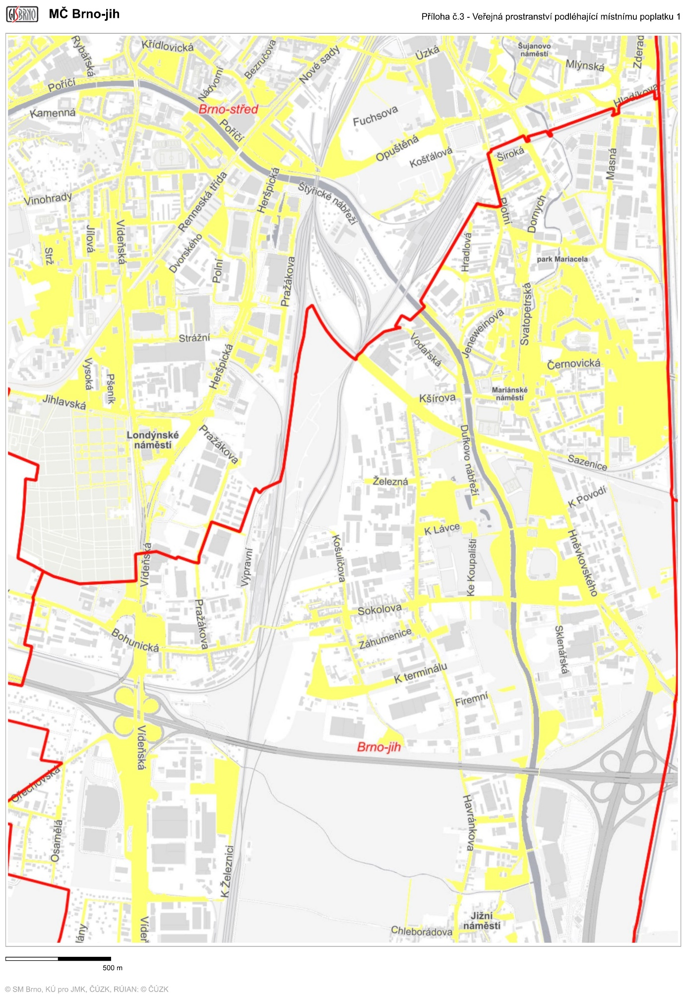 GISBRNO
MČ Brno-jih
Příloha č.3 - Veřejná prostranství podléhající místnímu poplatku 1
Rybářská
Křídlovická
Bezručova
Nové sady
Úzká
Šujanovo
náměstí
Mlýnská
Zderad
Poříčí
Nádvorní
Hladíkova
Kamenná
Brno-střed
Poříčí
Fuchsova
Opuštěná
Košťálova
Široká
Masná
Vinohrady
Renneská třída
Heršpická
Štýřické nábřeží
Plotní
Dornych
Jílová
Vídeňská
Strž
Dvorského
Polní
Pražákova
Hradlová
park Mariacela
Svatopetrská
Jeneweinova
Strážní
Heršpická
Vodařská
Černovická
Vysoká
Pšeník
Jihlavská
Kšírova
Mariánské
náměstí
Londýnské
náměstí
Pražákova
Dufkovo nábřeží
Sazenice
Železná
K Povodí
K Lávce
Ke Koupališti
Košuličova
Hněvkovského
Vídeňská
Výpravní
Pražákova
Sokolova
Bohunická
Záhumenice
Sklenářská
K terminálu
Firemní
Vídeňská
Brno-jih
Ořechovská
Havránkova
Osamělá
K Železnici
Jižní
náměstí
Chleborádova
lány
Vídeň
500 m
© SM Brno, KÚ pro JMK, ČÚZK, RÚIAN: © ČÚZK